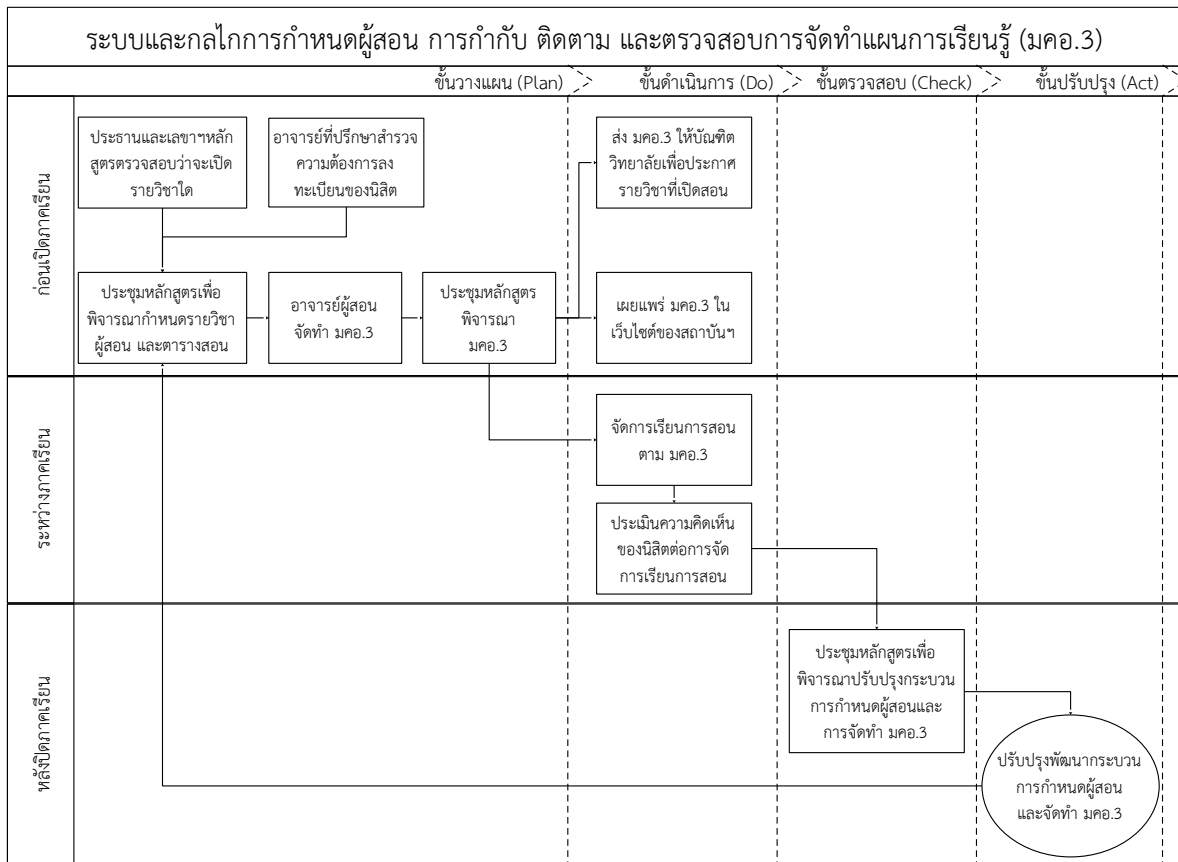 ระบบและกลไกการกำหนดผู้สอน การกำกับ ติดตาม และตรวจสอบการจัดทำแผนการเรียนรู้ (มคอ.3)
ขั้นวางแผน (Plan)
ขั้นดำเนินการ (Do)
ชั้นตรวจสอบ (Check)
ขั้นปรับปรุง (Act)
ก่อนเปิดภาคเรียน
ประธานและเลขาฯหลัก
สูตรตรวจสอบว่าจะเปิด
รายวิชาใด
อาจารย์ที่ปรึกษาสำรวจ
ความต้องการลง
ทะเบียนของนิสิต
ส่ง มคอ.3 ให้บัณฑิต
วิทยาลัยเพื่อประกาศ
รายวิชาที่เปิดสอน
ประชุมหลักสูตรเพื่อ
พิจารณากำหนดรายวิชา
ผู้สอน และตารางสอน
อาจารย์ผู้สอน
จัดทำ มคอ.3
ประชุมหลักสูตร
พิจารณา
มคอ.3
เผยแพร่ มคอ.3 ใน
เว็บไซต์ของสถาบันฯ
ระหว่างภาคเรียน
จัดการเรียนการสอน
ตาม มคอ.3
ประเมินความคิดเห็น
ของนิสิตต่อการจัด
การเรียนการสอน
หลังปิดภาคเรียน
ประชุมหลักสูตรเพื่อ
พิจารณาปรับปรุงกระบวน
การกำหนดผู้สอนและ
การจัดทำ มคอ.3
ปรับปรุงพัฒนากระบวน
การกำหนดผู้สอน
และจัดทำ มคอ.3